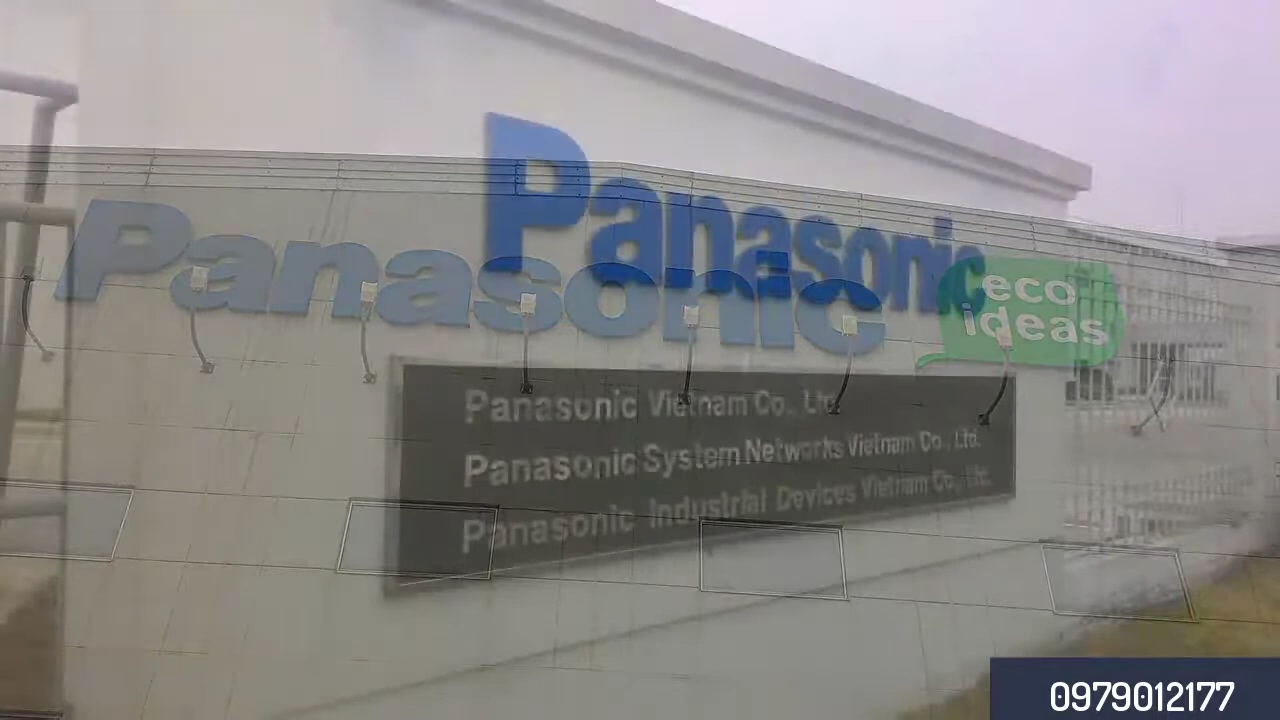 Panasonic
Panasonic
eco
ideas
Panasonic Vietnam Co., Ltd.
Panasonic System Networks Vietnam Co., Ltd.
Panasonic Industrial Devices Vietnam Co., Ltd.
0979012177